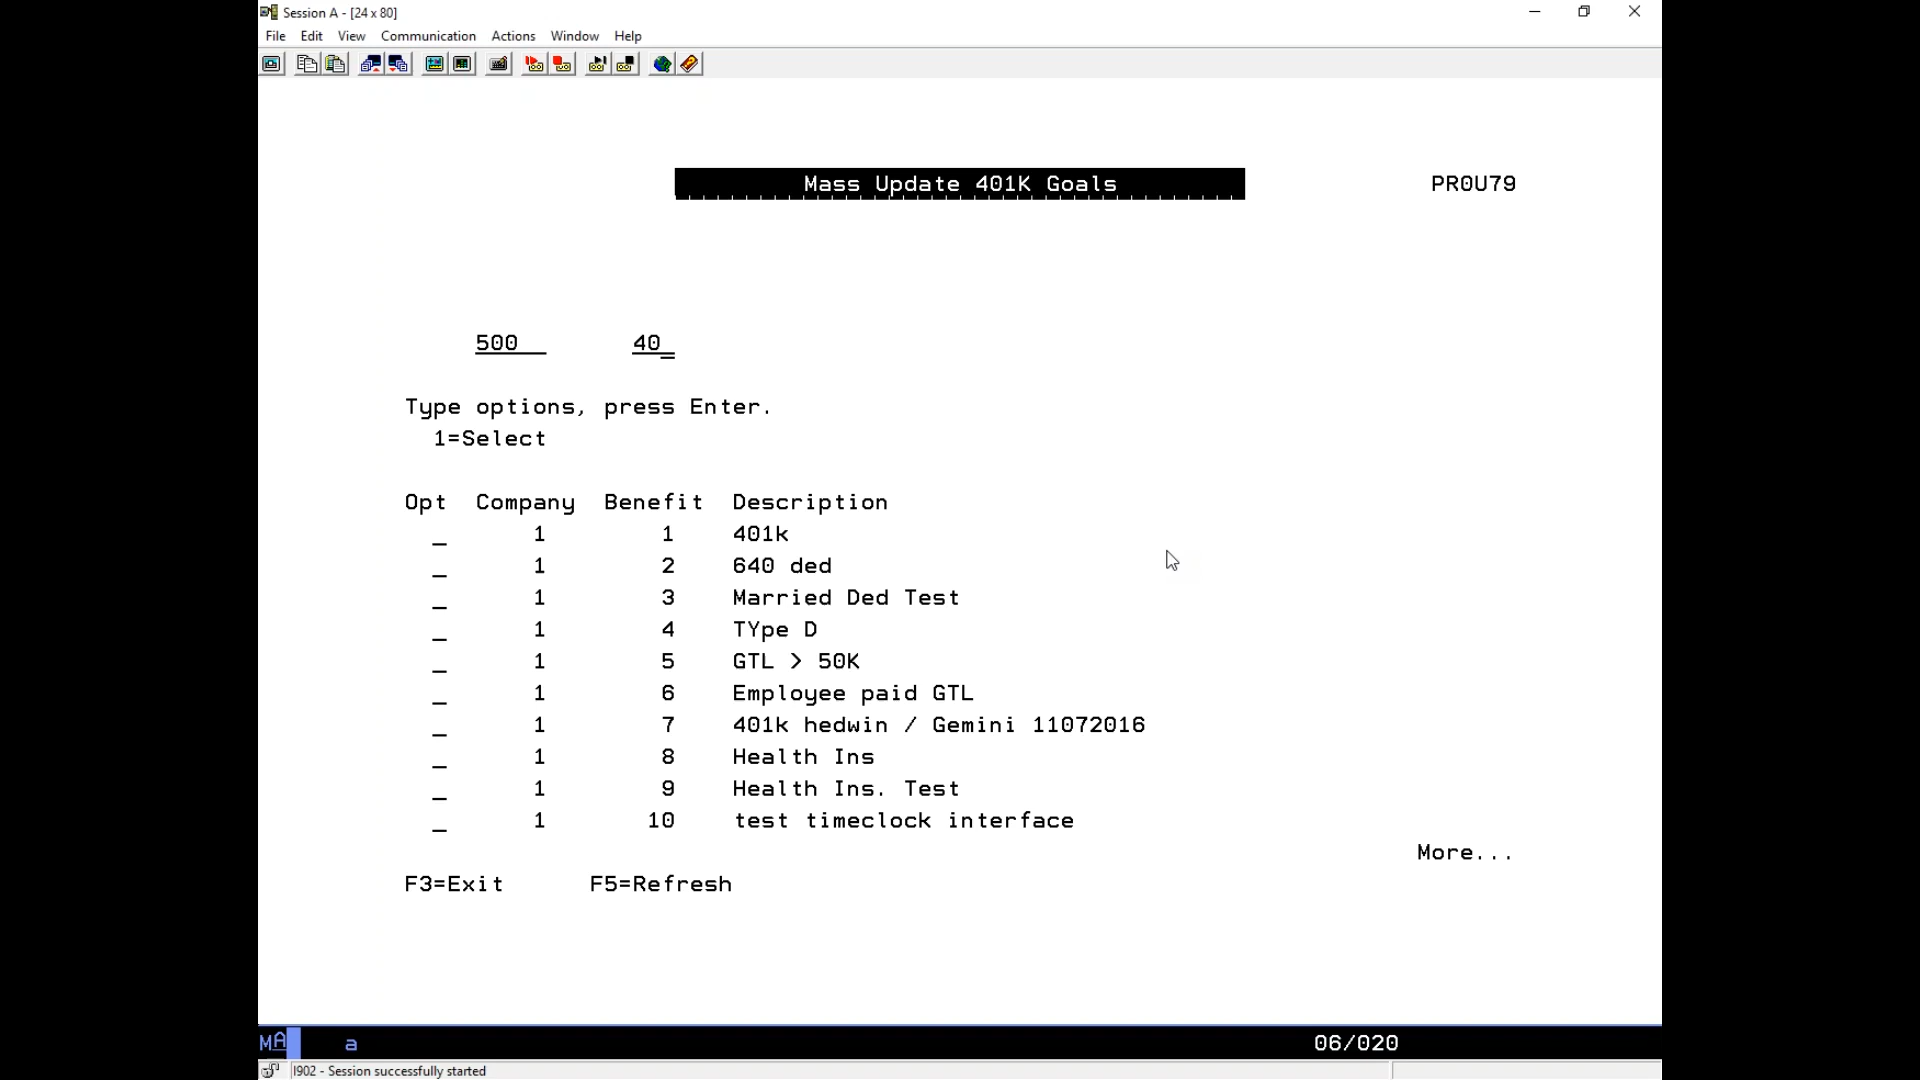 Session A - [24 x 80]
File Edit View Communication Actions Window Help
Mass Update 401K Goals PR0U79
500 40
Type options, press Enter.
1=Select
Opt Company Benefit Description
_ 1 1 401k
_ 1 2 640 ded
_ 1 3 Married Ded Test
_ 1 4 TYpe D
_ 1 5 GTL > 50K
_ 1 6 Employee paid GTL
_ 1 7 401k hedwin / Gemini 11072016
_ 1 8 Health Ins
_ 1 9 Health Ins. Test
_ 1 10 test timeclock interface
More...
F3=Exit F5=Refresh
MA a 06/020
I902 - Session successfully started